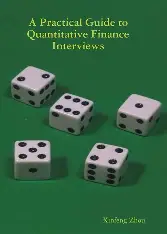 A Practical Guide to
Quantitative Finance
Interviews
Xinfeng Zhou